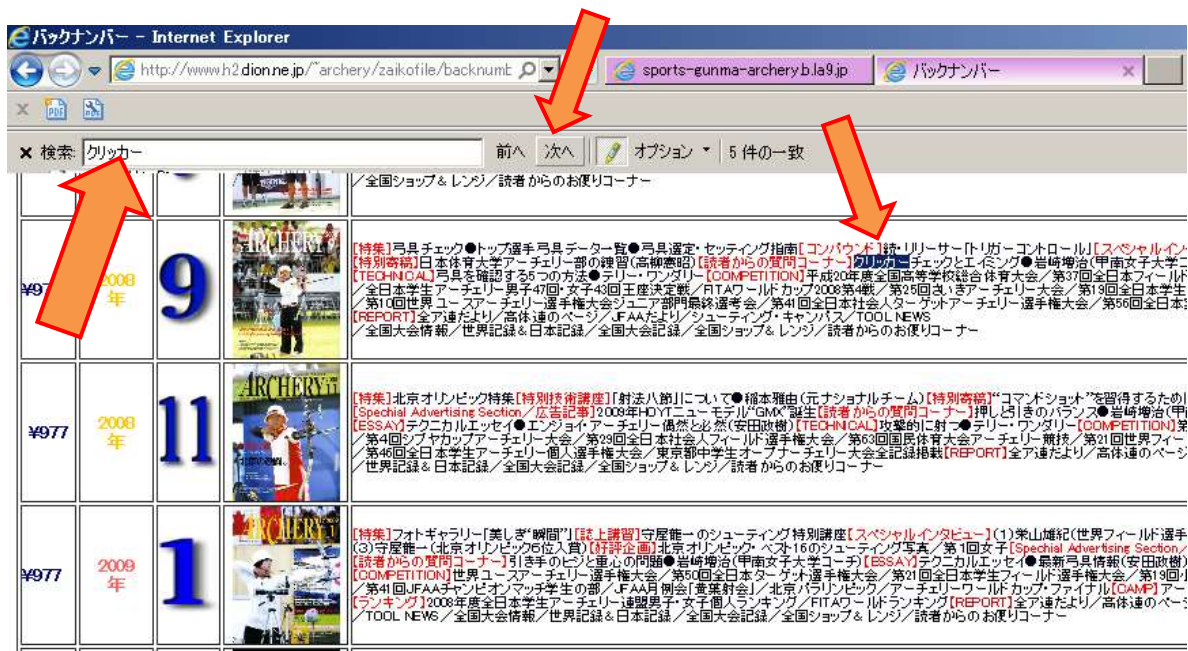 バックナンバー - Internet Explorer
http://www.h2.dion.ne.jp/~archery/zaikofile/backnumb
sports-gunma-archery.b.la9.jp
バックナンバー
× 検索: クリッカー 前へ 次へ オプション 5 件の一致
／全国ショップ＆レンジ／読者からのお便りコーナー
2008
年
9
ARCHERY
[特集]弓具チェック●トップ選手弓具データ一覧●弓具選定・セッティング指南[コンパウンド]続・リリーサー「トリガーコントロール」[スペシャルイン
[特別寄稿]日本体育大学アーチェリー部の練習(高柳憲昭)[読者からの質問コーナー]クリッカーチェックとエイミング●岩崎増治(甲南女子大学コ
[TECHNICAL]弓具を確認する5つの方法●テリー・ワンダリー[COMPETITION]平成20年度全国高等学校総合体育大会／第37回全日本フィールド
／全日本学生アーチェリー男子47回・女子43回王座決定戦／FITAワールドカップ2008第4戦／第25回さいきアーチェリー大会／第19回全日本学生
／第10回世界ユースアーチェリー選手権大会ジュニア部門最終選考会／第41回全日本社会人ターゲットアーチェリー選手権大会／第56回全日本実
[REPORT]全ア連だより／高体連のページ／JFAAたより／シューティング・キャンパス／TOOL NEWS
／全国大会情報／世界記録＆日本記録／全国大会記録／全国ショップ＆レンジ／読者からのお便りコーナー
¥977
2008
年
11
ARCHERY 11
[特集]北京オリンピック特集[特別技術講座]「射法八節」について●稲本雅由(元ナショナルチーム)[特別寄稿]“コマンドショット”を習得するため
[Spechial Advertising Section／広告記事]2009年HOYTニューモデル“GMX”誕生[読者からの質問コーナー]押しと引きのバランス●岩崎増治(甲
[ESSAY]テクニカルエッセイ●エンジョイ・アーチェリー偶然と必然(安田政樹)[TECHNICAL]攻撃的に射つ●テリー・ワンダリー[COMPETITION]第
／第4回シブヤカップアーチェリー大会／第29回全日本社会人フィールド選手権大会／第63回国民体育大会アーチェリー競技／第21回世界フィー
／第46回全日本学生アーチェリー個人選手権大会／東京都中学生オープンアーチェリー大会全記録掲載[REPORT]全ア連だより／高体連のページ
／世界記録＆日本記録／全国大会記録／全国ショップ＆レンジ／読者からのお便りコーナー
¥977
2009
年
1
ARCHERY 1
[特集]フォトギャラリー「美しき“瞬間”」[誌上講習]守屋龍一のシューティング特別講座[スペシャルインタビュー](1)栄山雄紀(世界フィールド選手
(3)守屋龍一(北京オリンピック5位入賞)[好評企画]北京オリンピック・ベスト16のシューティング写真／第1回女子[Spechial Advertising Section／
[読者からの質問コーナー]引き手のヒジと重心の問題●岩崎増治(甲南女子大学コーチ)[ESSAY]テクニカルエッセイ●最新弓具情報(安田政樹)
[COMPETITION]世界ユースアーチェリー選手権大会／第50回全日本ターゲット選手権大会／第21回全日本学生フィールド選手権大会／第19回
／第41回JFAAチャンピオンマッチ学生の部／JFAA月例会「黄葉射会」／北京パラリンピック／アーチェリーワールドカップ・ファイナル[CAMP]アー
[ランキング]2008年度全日本学生アーチェリー連盟男子・女子個人ランキング／FITAワールドランキング[REPORT]全ア連だより／高体連のペー
／TOOL NEWS／全国大会情報／世界記録＆日本記録／全国大会記録／全国ショップ＆レンジ／読者からのお便りコーナー